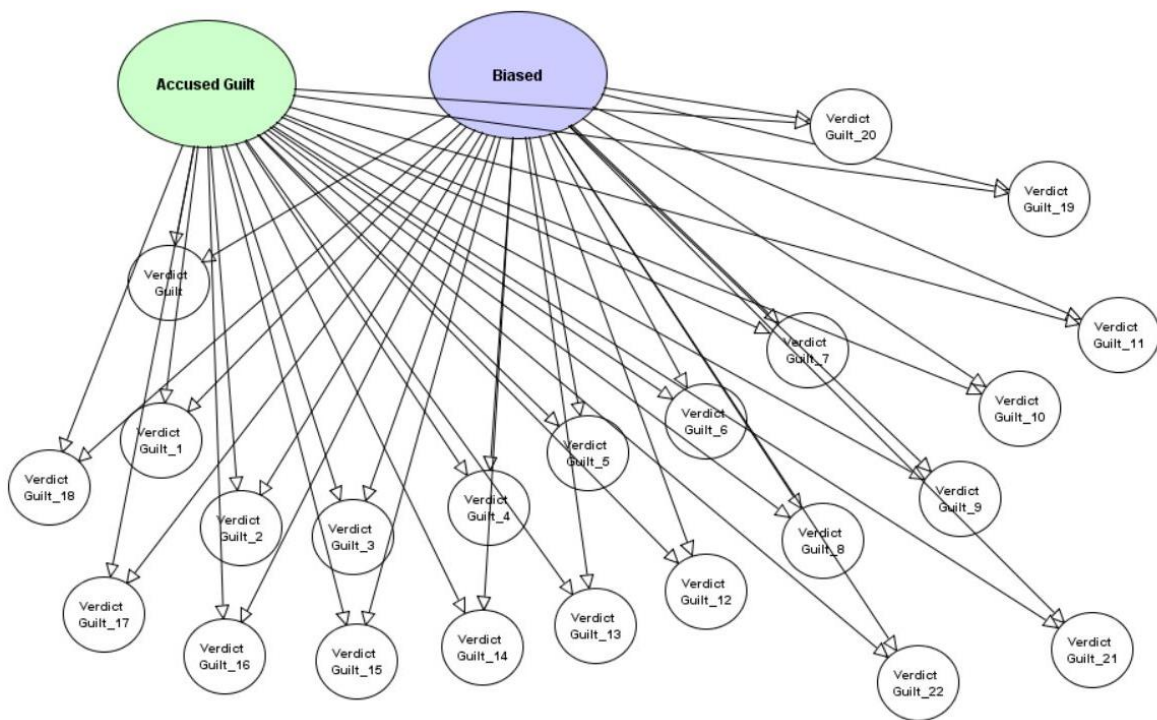 Accused Guilt
Biased
Verdict
Guilt_20
Verdict
Guilt_19
Verdict
Guilt
Verdict
Guilt_11
Verdict
Guilt_7
Verdict
Guilt_10
Verdict
Guilt_6
Verdict
Guilt_1
Verdict
Guilt_5
Verdict
Guilt_18
Verdict
Guilt_9
Verdict
Guilt_4
Verdict
Guilt_2
Verdict
Guilt_3
Verdict
Guilt_8
Verdict
Guilt_12
Verdict
Guilt_17
Verdict
Guilt_13
Verdict
Guilt_21
Verdict
Guilt_14
Verdict
Guilt_16
Verdict
Guilt_15
Verdict
Guilt_22